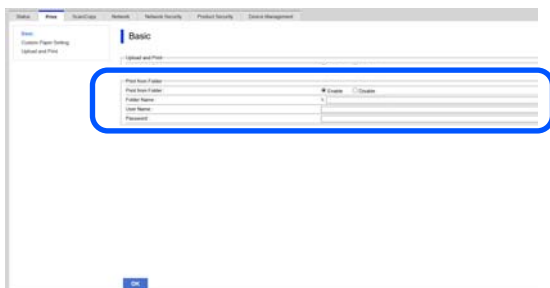 Status Print Scan/Copy Network Network Security Product Security Device Management
Basic
Custom Paper Setting
Upload and Print
Basic
Upload and Print
Print from Folder
Print from Folder : Enable Disable
Folder Name : \\
User Name :
Password :
OK